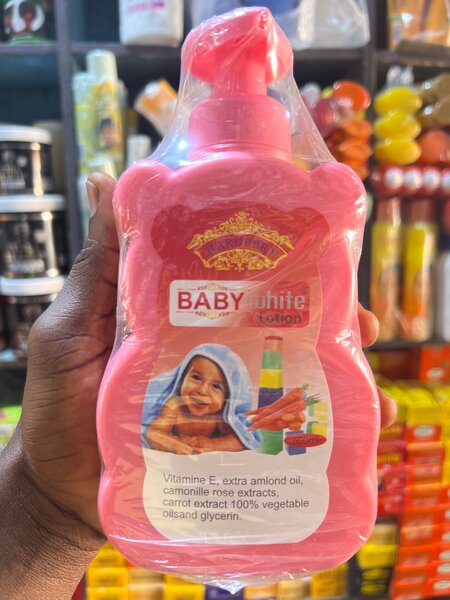 BABY white
Lotion
Vitamine E, extra amlond oil,
camonille rose extracts,
carrot extract 100% vegetable
oilsand glycerin.